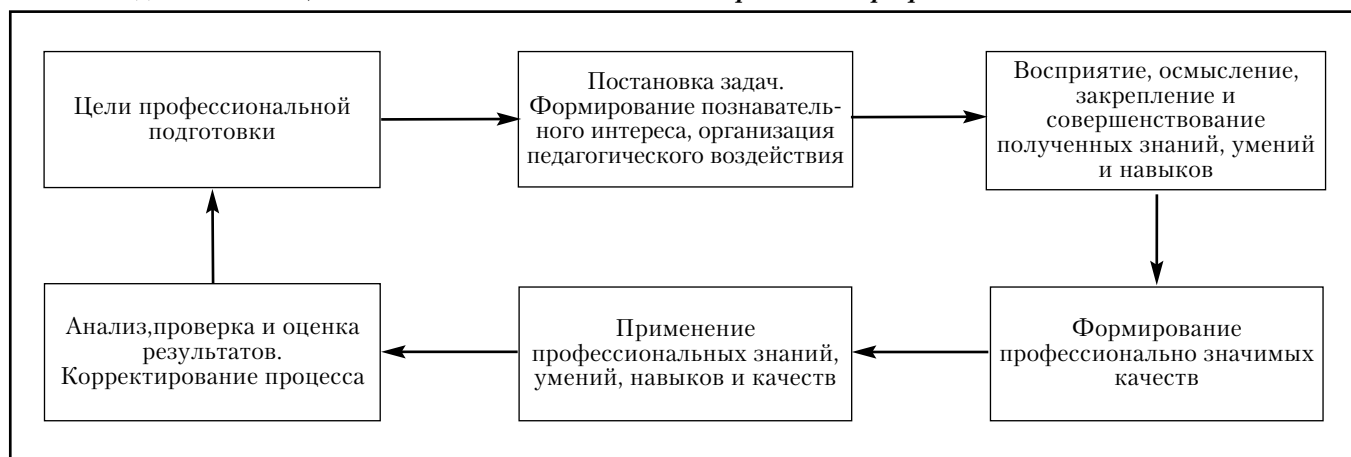 Цели профессиональной
подготовки
Постановка задач.
Формирование познаватель-
ного интереса, организация
педагогического воздействия
Восприятие, осмысление,
закрепление и
совершенствование
полученных знаний, умений
и навыков
Формирование
профессионально значимых
качеств
Применение
профессиональных знаний,
умений, навыков и качеств
Анализ,проверка и оценка
результатов.
Корректирование процесса